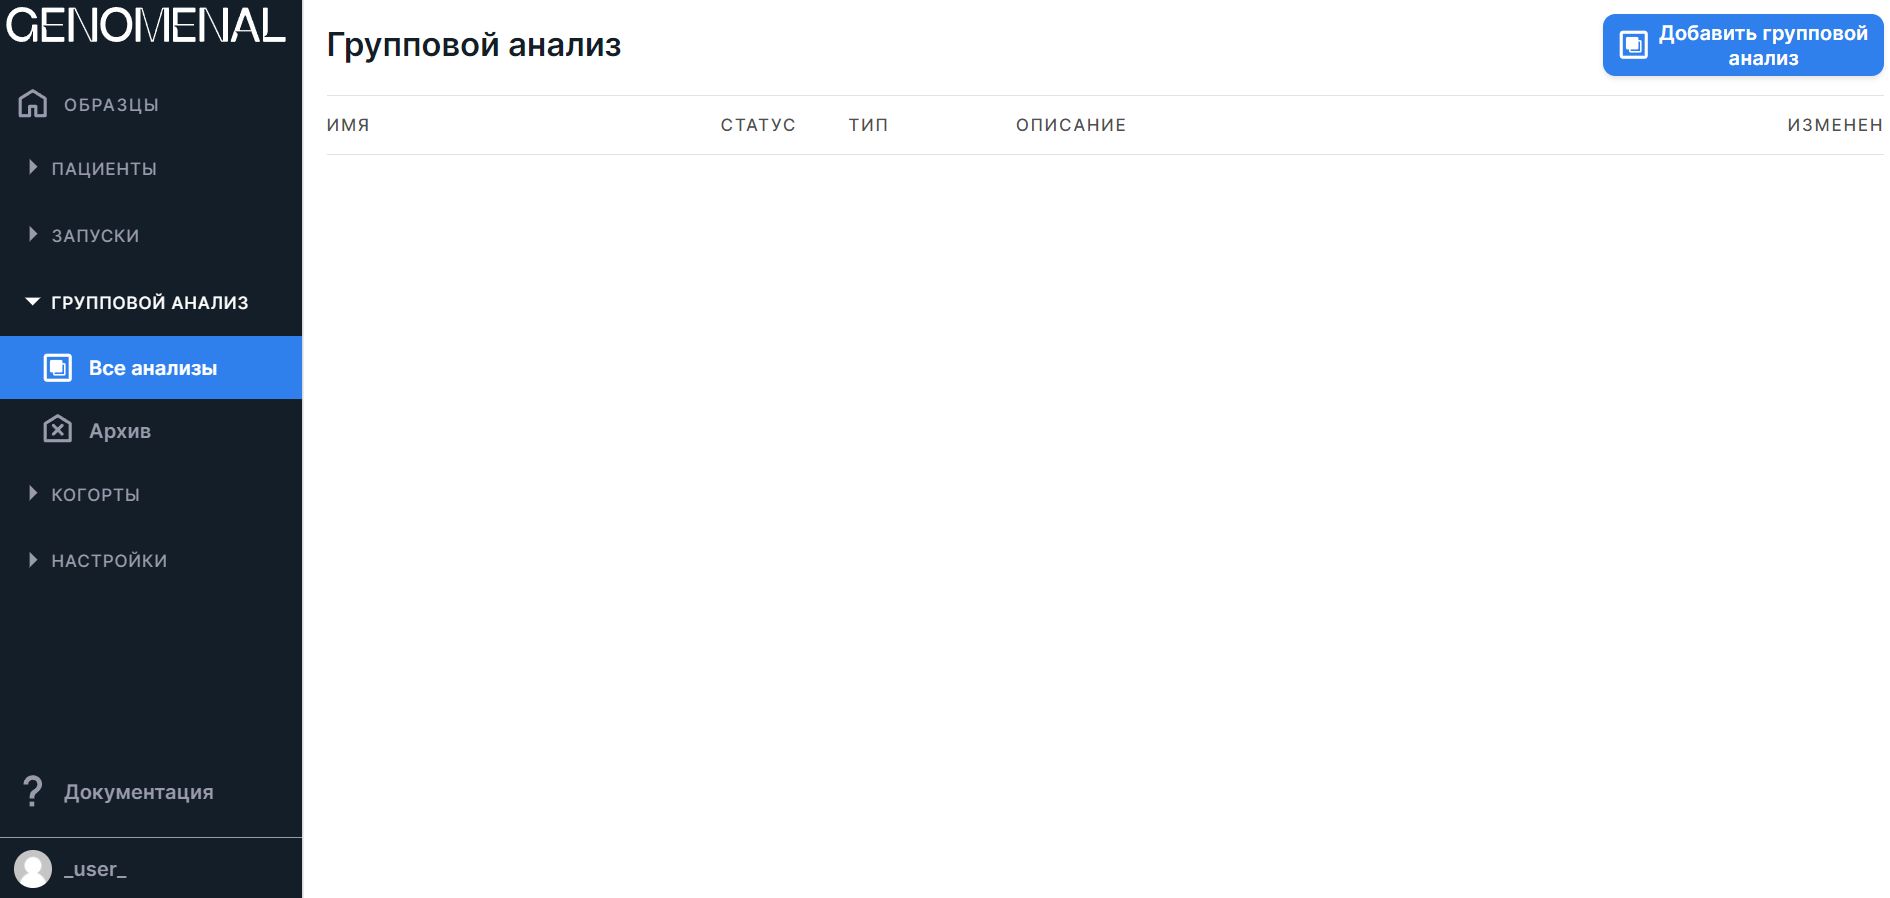 GENOMENAL
ОБРАЗЦЫ
ПАЦИЕНТЫ
ЗАПУСКИ
ГРУППОВОЙ АНАЛИЗ
Все анализы
Архив
КОГОРТЫ
НАСТРОЙКИ
Документация
_user_
Групповой анализ
Добавить групповой
анализ
ИМЯ СТАТУС ТИП ОПИСАНИЕ ИЗМЕНЕН